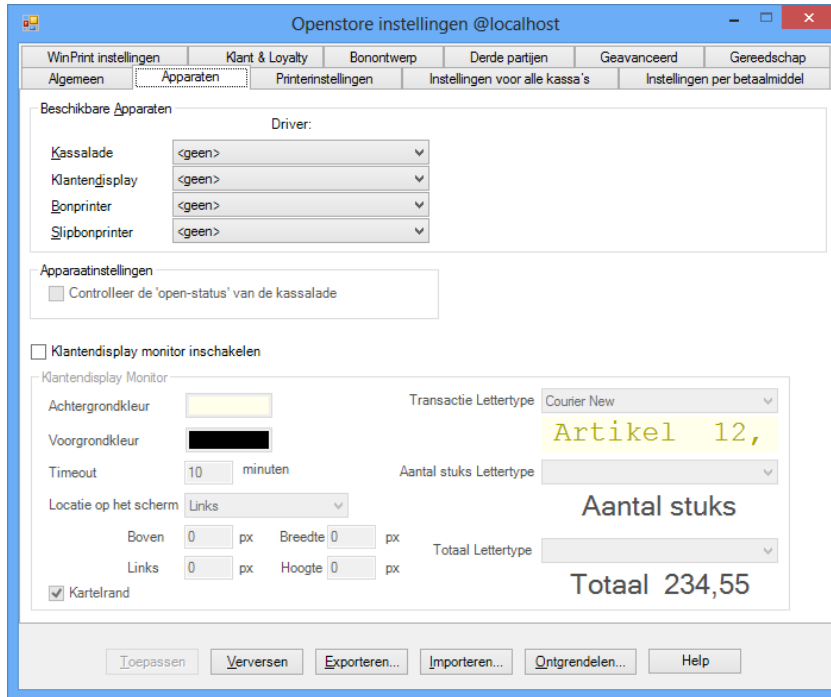 Openstore instellingen @localhost
WinPrint instellingen Klant & Loyalty Bonontwerp Derde partijen Geavanceerd Gereedschap
Algemeen Apparaten Printerinstellingen Instellingen voor alle kassa's Instellingen per betaalmiddel
Beschikbare Apparaten
Driver:
Kassalade <geen>
Klantendisplay <geen>
Bonprinter <geen>
Slipbonprinter <geen>
Apparaatinstellingen
Controlleer de 'open-status' van de kassalade
Klantendisplay monitor inschakelen
Klantendisplay Monitor
Achtergrondkleur
Voorgrondkleur
Timeout 10 minuten
Locatie op het scherm Links
Boven 0 px Breedte 0 px
Links 0 px Hoogte 0 px
Kartelrand
Transactie Lettertype Courier New
Artikel 12,
Aantal stuks Lettertype
Aantal stuks
Totaal Lettertype
Totaal 234,55
Toepassen Verversen Exporteren... Importeren... Ontgrendelen... Help